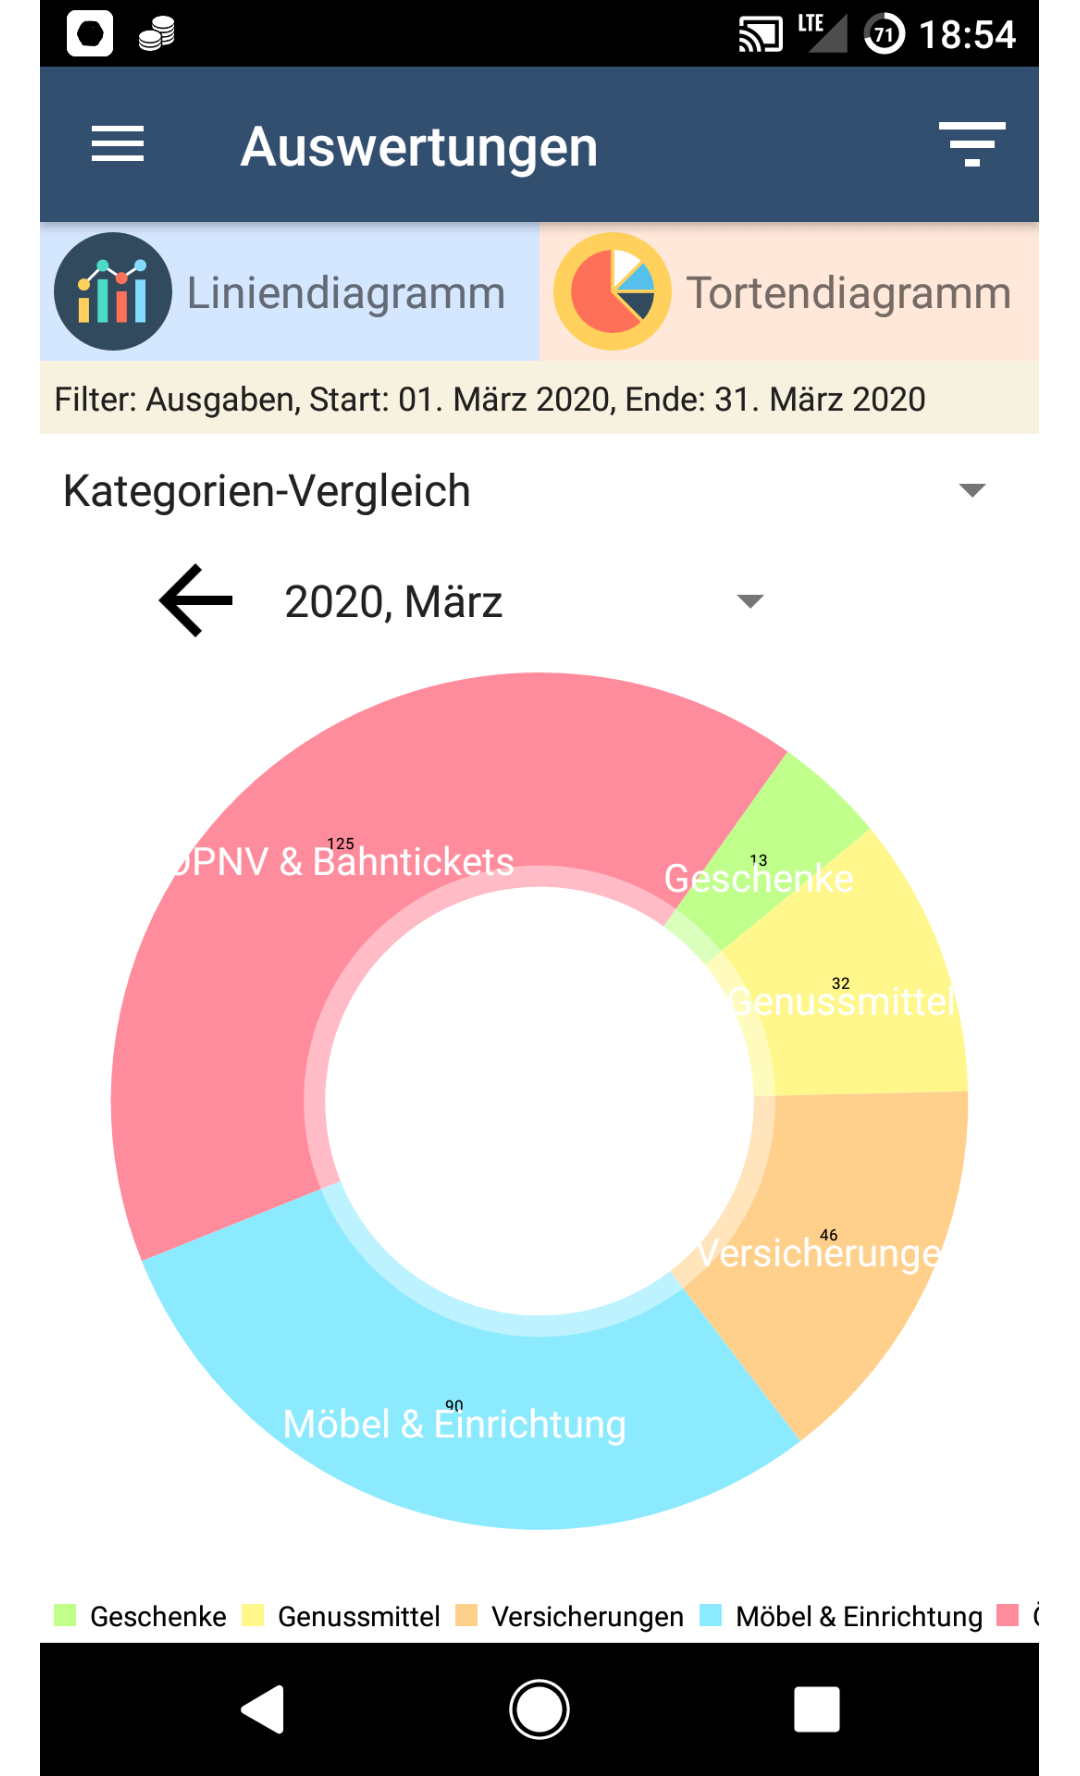 LTE 71 18:54
Auswertungen
Liniendiagramm Tortendiagramm
Filter: Ausgaben, Start: 01. März 2020, Ende: 31. März 2020
Kategorien-Vergleich
2020, März
125
ÖPNV & Bahntickets
13
Geschenke
32
Genussmittel
46
Versicherunge
90
Möbel & Einrichtung
Geschenke Genussmittel Versicherungen Möbel & Einrichtung